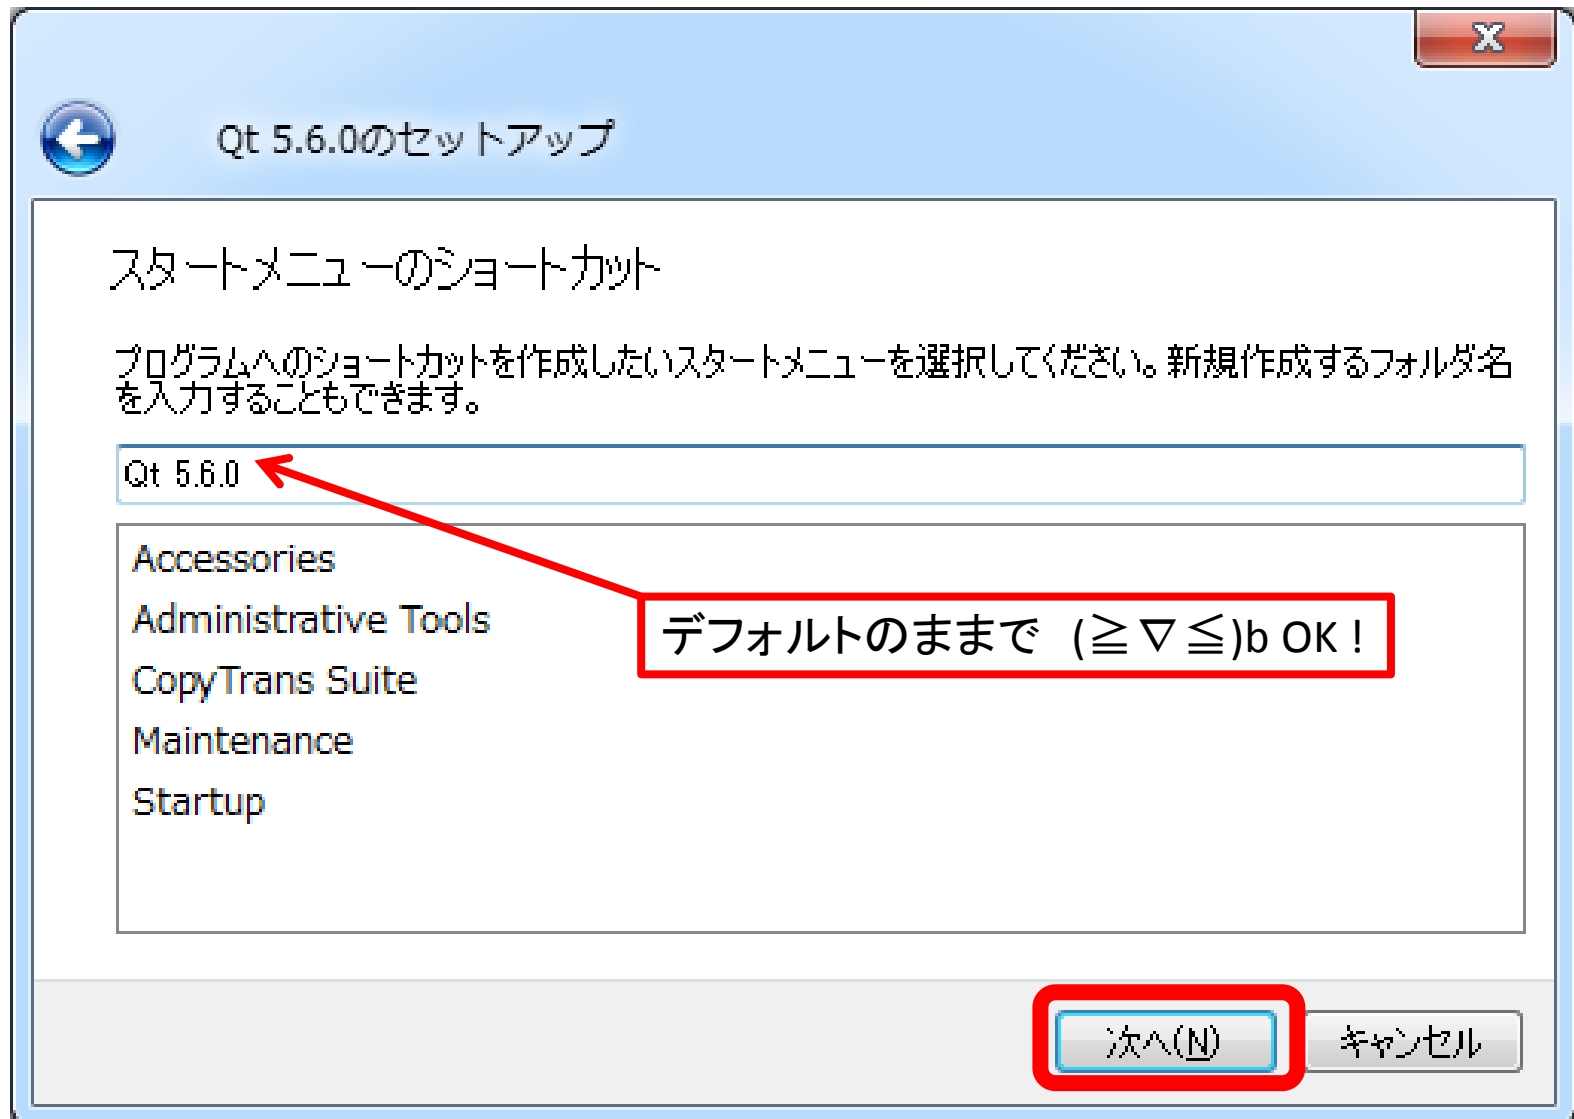 Qt 5.6.0のセットアップ
スタートメニューのショートカット
プログラムへのショートカットを作成したいスタートメニューを選択してください。新規作成するフォルダ名
を入力することもできます。
Qt 5.6.0
Accessories
Administrative Tools
デフォルトのままで (≧▽≦)b OK !
CopyTrans Suite
Maintenance
Startup
次へ(N)
キャンセル